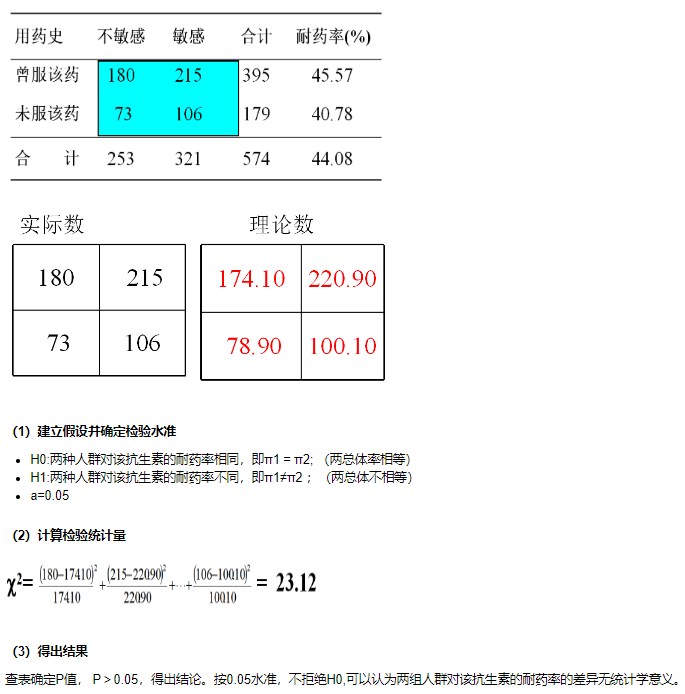 用药史 不敏感 敏感 合计 耐药率(%)
曾服该药 180 215 395 45.57
未服该药 73 106 179 40.78
合 计 253 321 574 44.08
实际数 理论数
180 215 174.10 220.90
73 106 78.90 100.10
（1）建立假设并确定检验水准
• H0:两种人群对该抗生素的耐药率相同，即π1 = π2; （两总体率相等）
• H1:两种人群对该抗生素的耐药率不同，即π1≠π2 ； （两总体不相等）
• a=0.05
（2）计算检验统计量
χ²= (180–17410)²/17410 + (215–22090)²/22090 + ··· + (106–10010)²/10010 = 23.12
（3）得出结果
查表确定P值， P > 0.05，得出结论。按0.05水准，不拒绝H0,可以认为两组人群对该抗生素的耐药率的差异无统计学意义。